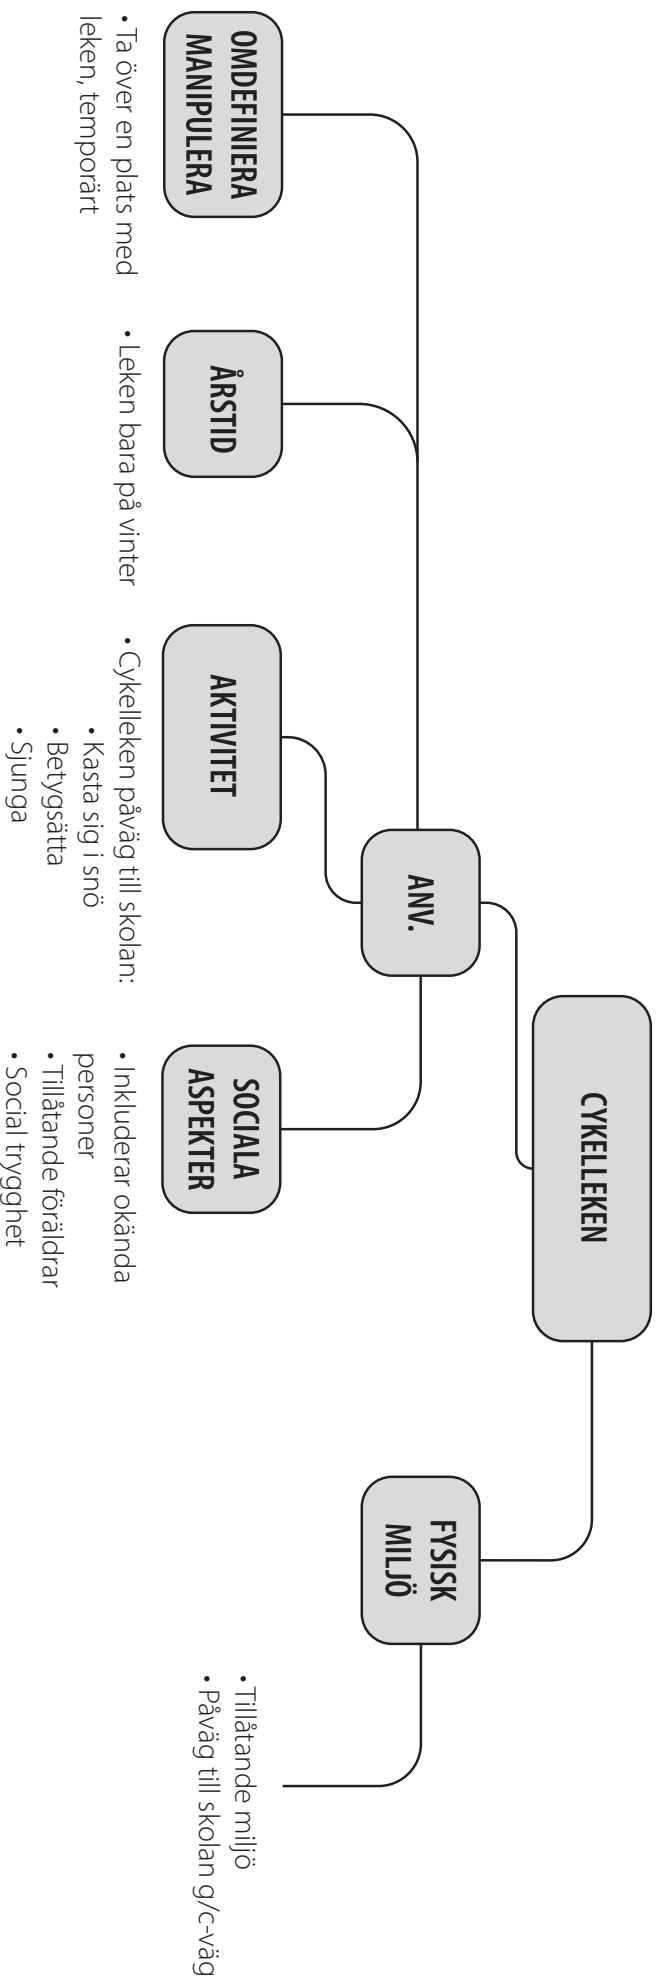 CYKELLEKEN
ANV.
FYSISK
MILJÖ
OMDEFINIERA
MANIPULERA
• Ta över en plats med
leken, temporärt
ÅRSTID
• Leken bara på vinter
AKTIVITET
• Cykelleken påväg till skolan:
• Kasta sig i snö
• Betygsätta
• Sjunga
SOCIALA
ASPEKTER
• Inkluderar okända
personer
• Tillåtande föräldrar
• Social trygghet
• Tillåtande miljö
• Påväg till skolan g/c-väg